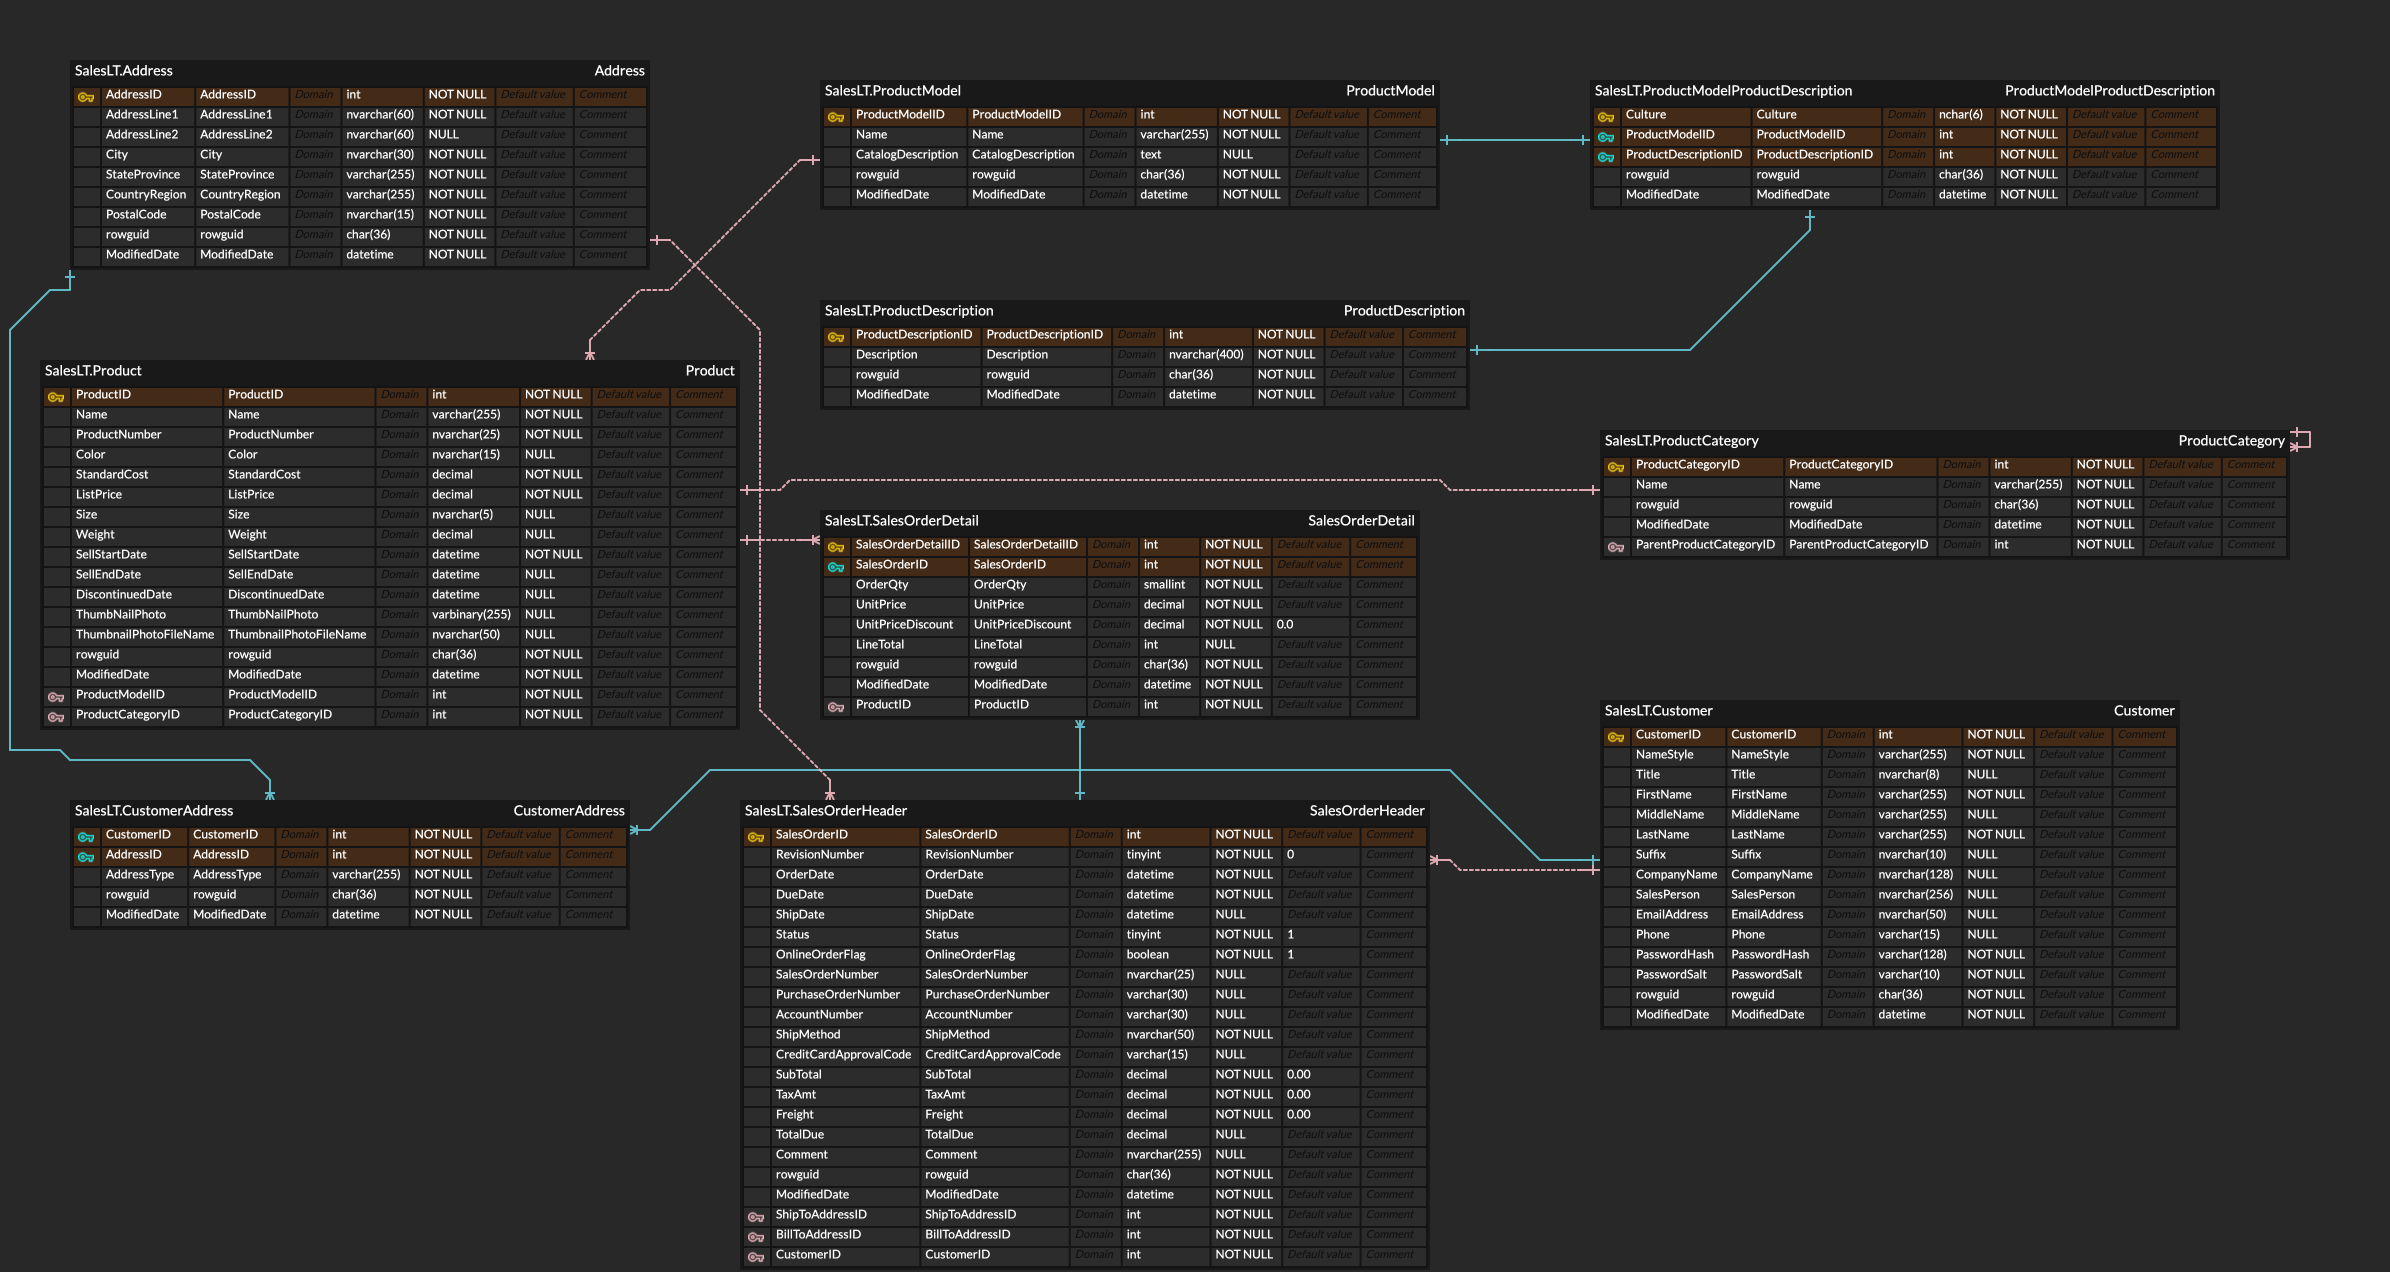 SalesLT.Address Address
AddressID AddressID Domain int NOT NULL Default value Comment
AddressLine1 AddressLine1 Domain nvarchar(60) NOT NULL Default value Comment
AddressLine2 AddressLine2 Domain nvarchar(60) NULL Default value Comment
City City Domain nvarchar(30) NOT NULL Default value Comment
StateProvince StateProvince Domain varchar(255) NOT NULL Default value Comment
CountryRegion CountryRegion Domain varchar(255) NOT NULL Default value Comment
PostalCode PostalCode Domain nvarchar(15) NOT NULL Default value Comment
rowguid rowguid Domain char(36) NOT NULL Default value Comment
ModifiedDate ModifiedDate Domain datetime NOT NULL Default value Comment
SalesLT.ProductModel ProductModel
ProductModelID ProductModelID Domain int NOT NULL Default value Comment
Name Name Domain varchar(255) NOT NULL Default value Comment
CatalogDescription CatalogDescription Domain text NULL Default value Comment
rowguid rowguid Domain char(36) NOT NULL Default value Comment
ModifiedDate ModifiedDate Domain datetime NOT NULL Default value Comment
SalesLT.ProductModelProductDescription ProductModelProductDescription
Culture Culture Domain nchar(6) NOT NULL Default value Comment
ProductModelID ProductModelID Domain int NOT NULL Default value Comment
ProductDescriptionID ProductDescriptionID Domain int NOT NULL Default value Comment
rowguid rowguid Domain char(36) NOT NULL Default value Comment
ModifiedDate ModifiedDate Domain datetime NOT NULL Default value Comment
SalesLT.ProductDescription ProductDescription
ProductDescriptionID ProductDescriptionID Domain int NOT NULL Default value Comment
Description Description Domain nvarchar(400) NOT NULL Default value Comment
rowguid rowguid Domain char(36) NOT NULL Default value Comment
ModifiedDate ModifiedDate Domain datetime NOT NULL Default value Comment
SalesLT.Product Product
ProductID ProductID Domain int NOT NULL Default value Comment
Name Name Domain varchar(255) NOT NULL Default value Comment
ProductNumber ProductNumber Domain nvarchar(25) NOT NULL Default value Comment
Color Color Domain nvarchar(15) NULL Default value Comment
StandardCost StandardCost Domain decimal NOT NULL Default value Comment
ListPrice ListPrice Domain decimal NOT NULL Default value Comment
Size Size Domain nvarchar(5) NULL Default value Comment
Weight Weight Domain decimal NULL Default value Comment
SellStartDate SellStartDate Domain datetime NOT NULL Default value Comment
SellEndDate SellEndDate Domain datetime NULL Default value Comment
DiscontinuedDate DiscontinuedDate Domain datetime NULL Default value Comment
ThumbNailPhoto ThumbNailPhoto Domain varbinary(255) NULL Default value Comment
ThumbnailPhotoFileName ThumbnailPhotoFileName Domain nvarchar(50) NULL Default value Comment
rowguid rowguid Domain char(36) NOT NULL Default value Comment
ModifiedDate ModifiedDate Domain datetime NOT NULL Default value Comment
ProductModelID ProductModelID Domain int NOT NULL Default value Comment
ProductCategoryID ProductCategoryID Domain int NOT NULL Default value Comment
SalesLT.ProductCategory ProductCategory
ProductCategoryID ProductCategoryID Domain int NOT NULL Default value Comment
Name Name Domain varchar(255) NOT NULL Default value Comment
rowguid rowguid Domain char(36) NOT NULL Default value Comment
ModifiedDate ModifiedDate Domain datetime NOT NULL Default value Comment
ParentProductCategoryID ParentProductCategoryID Domain int NOT NULL Default value Comment
SalesLT.SalesOrderDetail SalesOrderDetail
SalesOrderDetailID SalesOrderDetailID Domain int NOT NULL Default value Comment
SalesOrderID SalesOrderID Domain int NOT NULL Default value Comment
OrderQty OrderQty Domain smallint NOT NULL Default value Comment
UnitPrice UnitPrice Domain decimal NOT NULL Default value Comment
UnitPriceDiscount UnitPriceDiscount Domain decimal NOT NULL 0.0 Comment
LineTotal LineTotal Domain int NULL Default value Comment
rowguid rowguid Domain char(36) NOT NULL Default value Comment
ModifiedDate ModifiedDate Domain datetime NOT NULL Default value Comment
ProductID ProductID Domain int NOT NULL Default value Comment
SalesLT.Customer Customer
CustomerID CustomerID Domain int NOT NULL Default value Comment
NameStyle NameStyle Domain varchar(255) NOT NULL Default value Comment
Title Title Domain nvarchar(8) NULL Default value Comment
FirstName FirstName Domain varchar(255) NOT NULL Default value Comment
MiddleName MiddleName Domain varchar(255) NULL Default value Comment
LastName LastName Domain varchar(255) NOT NULL Default value Comment
Suffix Suffix Domain nvarchar(10) NULL Default value Comment
CompanyName CompanyName Domain nvarchar(128) NULL Default value Comment
SalesPerson SalesPerson Domain nvarchar(256) NULL Default value Comment
EmailAddress EmailAddress Domain nvarchar(50) NULL Default value Comment
Phone Phone Domain varchar(15) NULL Default value Comment
PasswordHash PasswordHash Domain varchar(128) NOT NULL Default value Comment
PasswordSalt PasswordSalt Domain varchar(10) NOT NULL Default value Comment
rowguid rowguid Domain char(36) NOT NULL Default value Comment
ModifiedDate ModifiedDate Domain datetime NOT NULL Default value Comment
SalesLT.CustomerAddress CustomerAddress
CustomerID CustomerID Domain int NOT NULL Default value Comment
AddressID AddressID Domain int NOT NULL Default value Comment
AddressType AddressType Domain varchar(255) NOT NULL Default value Comment
rowguid rowguid Domain char(36) NOT NULL Default value Comment
ModifiedDate ModifiedDate Domain datetime NOT NULL Default value Comment
SalesLT.SalesOrderHeader SalesOrderHeader
SalesOrderID SalesOrderID Domain int NOT NULL Default value Comment
RevisionNumber RevisionNumber Domain tinyint NOT NULL 0 Comment
OrderDate OrderDate Domain datetime NOT NULL Default value Comment
DueDate DueDate Domain datetime NOT NULL Default value Comment
ShipDate ShipDate Domain datetime NULL Default value Comment
Status Status Domain tinyint NOT NULL 1 Comment
OnlineOrderFlag OnlineOrderFlag Domain boolean NOT NULL 1 Comment
SalesOrderNumber SalesOrderNumber Domain nvarchar(25) NULL Default value Comment
PurchaseOrderNumber PurchaseOrderNumber Domain varchar(30) NULL Default value Comment
AccountNumber AccountNumber Domain varchar(30) NULL Default value Comment
ShipMethod ShipMethod Domain nvarchar(50) NOT NULL Default value Comment
CreditCardApprovalCode CreditCardApprovalCode Domain varchar(15) NULL Default value Comment
SubTotal SubTotal Domain decimal NOT NULL 0.00 Comment
TaxAmt TaxAmt Domain decimal NOT NULL 0.00 Comment
Freight Freight Domain decimal NOT NULL 0.00 Comment
TotalDue TotalDue Domain decimal NULL Default value Comment
Comment Comment Domain nvarchar(255) NULL Default value Comment
rowguid rowguid Domain char(36) NOT NULL Default value Comment
ModifiedDate ModifiedDate Domain datetime NOT NULL Default value Comment
ShipToAddressID ShipToAddressID Domain int NOT NULL Default value Comment
BillToAddressID BillToAddressID Domain int NOT NULL Default value Comment
CustomerID CustomerID Domain int NOT NULL Default value Comment